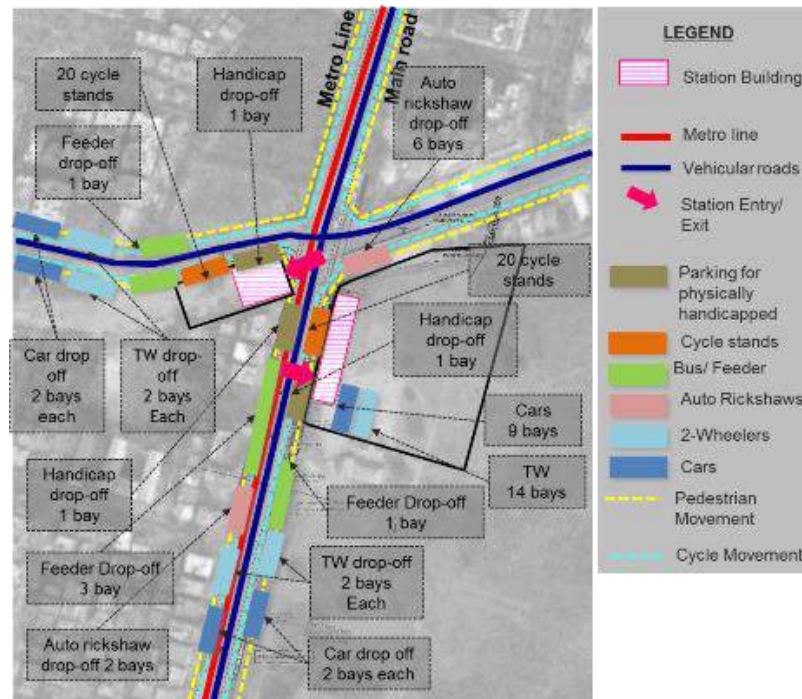 Metro Line
Main road
20 cycle
stands
Handicap
drop-off
1 bay
Auto
rickshaw
drop-off
6 bays
Feeder
drop-off
1 bay
20 cycle
stands
Handicap
drop-off
1 bay
Car drop
off
2 bays
each
TW drop-
off
2 bays
Each
Cars
9 bays
TW
14 bays
Handicap
drop-off
1 bay
Feeder Drop-off
1 bay
Feeder Drop-off
3 bay
TW drop-off
2 bays
Each
Auto rickshaw
drop-off 2 bays
Car drop off
2 bays each
LEGEND
Station Building
Metro line
Vehicular roads
Station Entry/
Exit
Parking for
physically
handicapped
Cycle stands
Bus/ Feeder
Auto Rickshaws
2-Wheelers
Cars
Pedestrian
Movement
Cycle Movement